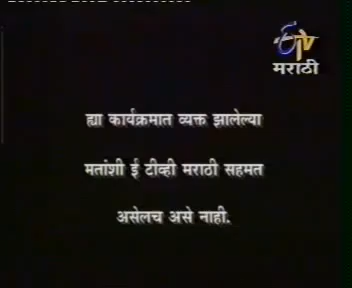 ETV
मराठी
ह्या कार्यक्रमात व्यक्त झालेल्या
मतांशी ई टीव्ही मराठी सहमत
असेलच असे नाही.